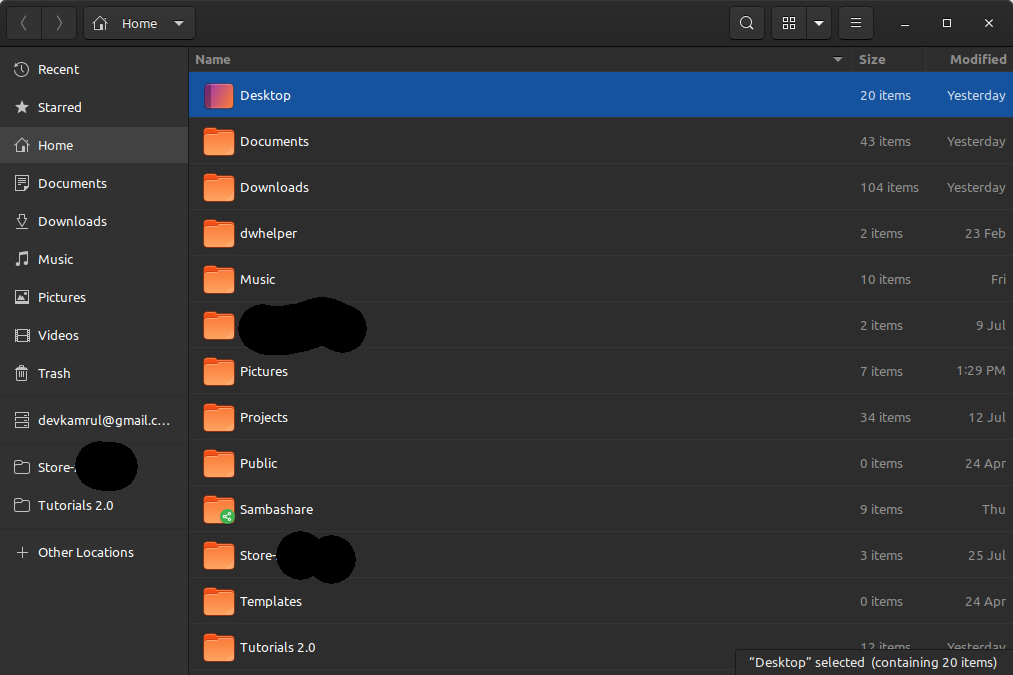 Home
Name Size Modified
Recent
Starred
Home
Documents
Downloads
Music
Pictures
Videos
Trash
devkamrul@gmail.c...
Store-
Tutorials 2.0
Other Locations
Desktop 20 items Yesterday
Documents 43 items Yesterday
Downloads 104 items Yesterday
dwhelper 2 items 23 Feb
Music 10 items Fri
2 items 9 Jul
Pictures 7 items 1:29 PM
Projects 34 items 12 Jul
Public 0 items 24 Apr
Sambashare 9 items Thu
Store- 3 items 25 Jul
Templates 0 items 24 Apr
Tutorials 2.0 12 items Yesterday
“Desktop” selected (containing 20 items)